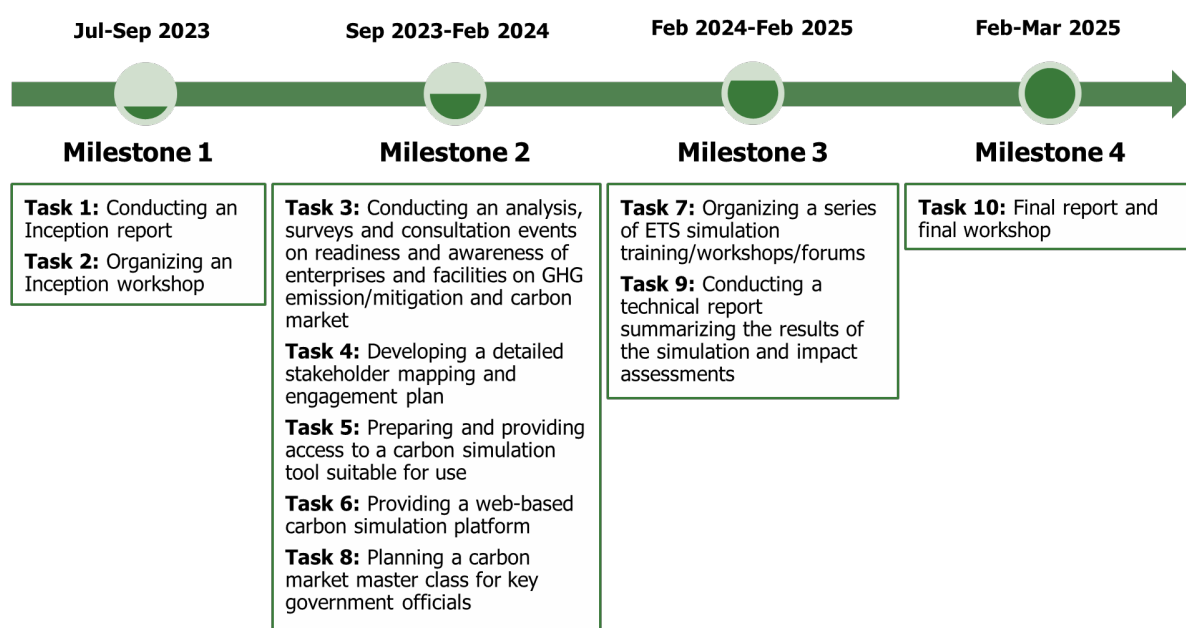 Jul-Sep 2023
Sep 2023-Feb 2024
Feb 2024-Feb 2025
Feb-Mar 2025
Milestone 1
Milestone 2
Milestone 3
Milestone 4
Task 1: Conducting an
Inception report
Task 2: Organizing an
Inception workshop
Task 3: Conducting an analysis,
surveys and consultation events
on readiness and awareness of
enterprises and facilities on GHG
emission/mitigation and carbon
market
Task 4: Developing a detailed
stakeholder mapping and
engagement plan
Task 5: Preparing and providing
access to a carbon simulation
tool suitable for use
Task 6: Providing a web-based
carbon simulation platform
Task 8: Planning a carbon
market master class for key
government officials
Task 7: Organizing a series
of ETS simulation
training/workshops/forums
Task 9: Conducting a
technical report
summarizing the results of
the simulation and impact
assessments
Task 10: Final report and
final workshop